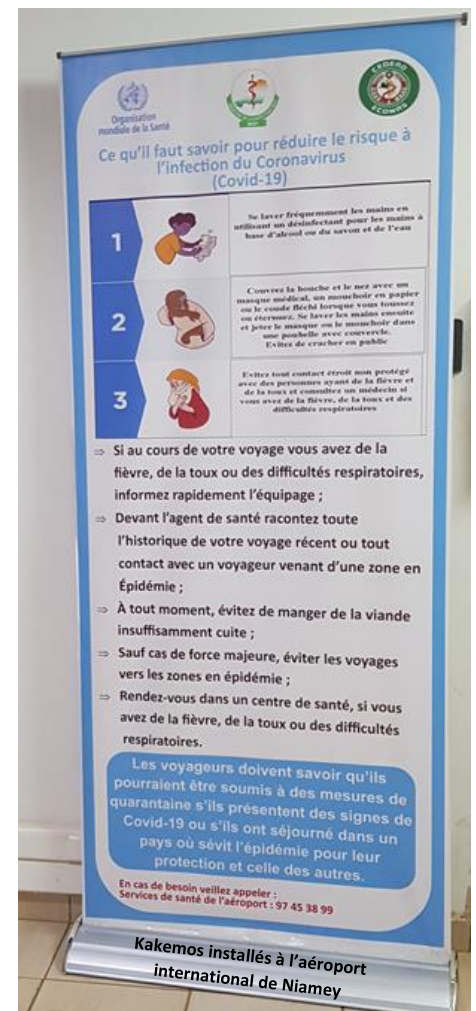 Organisation
mondiale de la Santé
CEDEAO
ECOWAS
Ce qu'il faut savoir pour réduire le risque à
l'infection du Coronavirus
(Covid-19)
1
Se laver fréquemment les mains en
utilisant un désinfectant pour les mains à
base d'alcool ou du savon et de l'eau
2
Couvrez la bouche et le nez avec un
masque médical, un mouchoir en papier
ou le coude fléchi lorsque vous toussez
ou éternuez. Se laver les mains ensuite
et jeter le masque ou le mouchoir dans
une poubelle avec couvercle.
Evitez de cracher en public
3
Evitez tout contact étroit non protégé
avec des personnes ayant de la fièvre et
de la toux et consultez un médecin si
vous avez de la fièvre, de la toux et des
difficultés respiratoires
⇒ Si au cours de votre voyage vous avez de la
fièvre, de la toux ou des difficultés respiratoires,
informez rapidement l'équipage ;
⇒ Devant l'agent de santé racontez toute
l'historique de votre voyage récent ou tout
contact avec un voyageur venant d'une zone en
Épidémie ;
⇒ À tout moment, évitez de manger de la viande
insuffisamment cuite ;
⇒ Sauf cas de force majeure, éviter les voyages
vers les zones en épidémie ;
⇒ Rendez-vous dans un centre de santé, si vous
avez de la fièvre, de la toux ou des difficultés
respiratoires.
Les voyageurs doivent savoir qu'ils
pourraient être soumis à des mesures de
quarantaine s'ils présentent des signes de
Covid-19 ou s'ils ont séjourné dans un
pays où sévit l'épidémie pour leur
protection et celle des autres.
En cas de besoin veillez appeler :
Services de santé de l'aéroport : 97 45 38 99
Kakemos installés à l'aéroport
international de Niamey